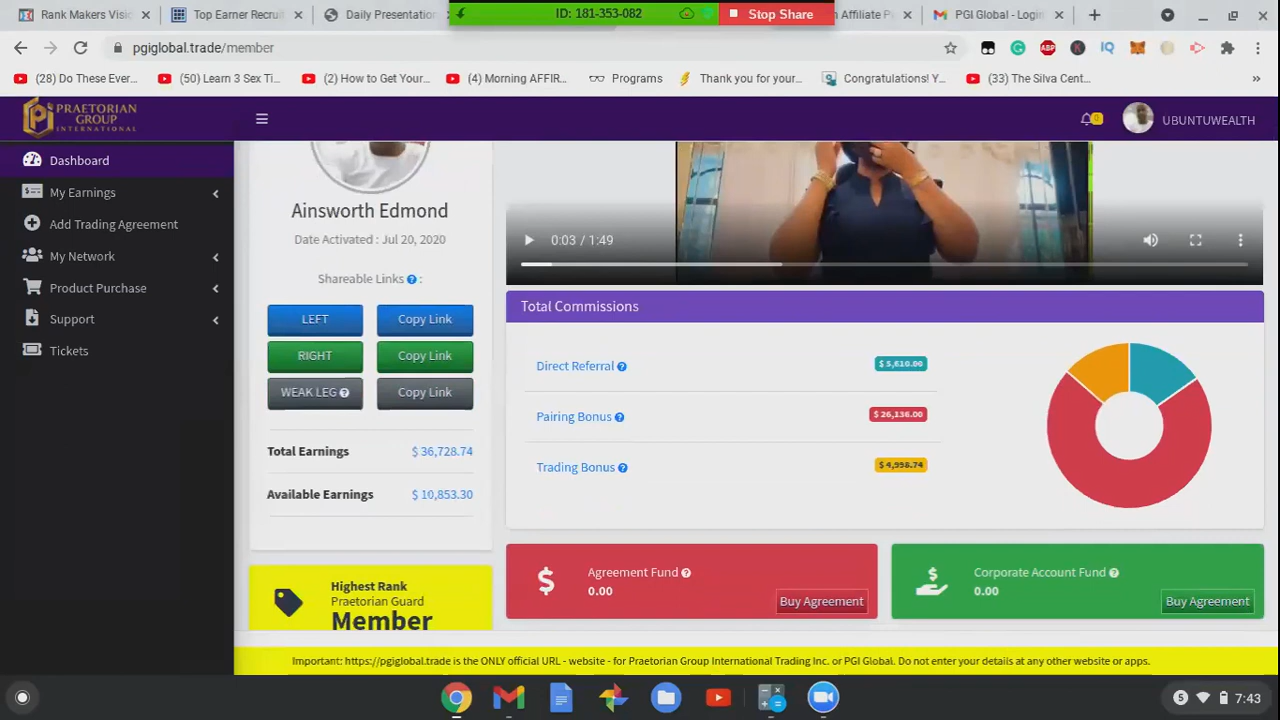 Rank Makers Visi
Top Earner Recrui
Daily Presentation
ID: 181-353-082
Stop Share
n Affiliate P
PGI Global - Login
pgiglobal.trade/member
(28) Do These Ever...
(50) Learn 3 Sex Ti...
(2) How to Get Your...
(4) Morning AFFIR...
Programs
Thank you for your...
Congratulations! Y...
(33) The Silva Cent...
PRAETORIAN
GROUP
INTERNATIONAL
UBUNTUWEALTH
Dashboard
My Earnings
Add Trading Agreement
My Network
Product Purchase
Support
Tickets
Ainsworth Edmond
Date Activated : Jul 20, 2020
Shareable Links :
LEFT Copy Link
RIGHT Copy Link
WEAK LEG Copy Link
Total Earnings $ 36,728.74
Available Earnings $ 10,853.30
Highest Rank
Praetorian Guard
Member
0:03 / 1:49
Total Commissions
Direct Referral $ 5,610.00
Pairing Bonus $ 26,136.00
Trading Bonus $ 4,998.74
Agreement Fund
0.00
Buy Agreement
Corporate Account Fund
0.00
Buy Agreement
Important: https://pgiglobal.trade is the ONLY official URL - website - for Praetorian Group International Trading Inc. or PGI Global. Do not enter your details at any other website or apps.
7:43